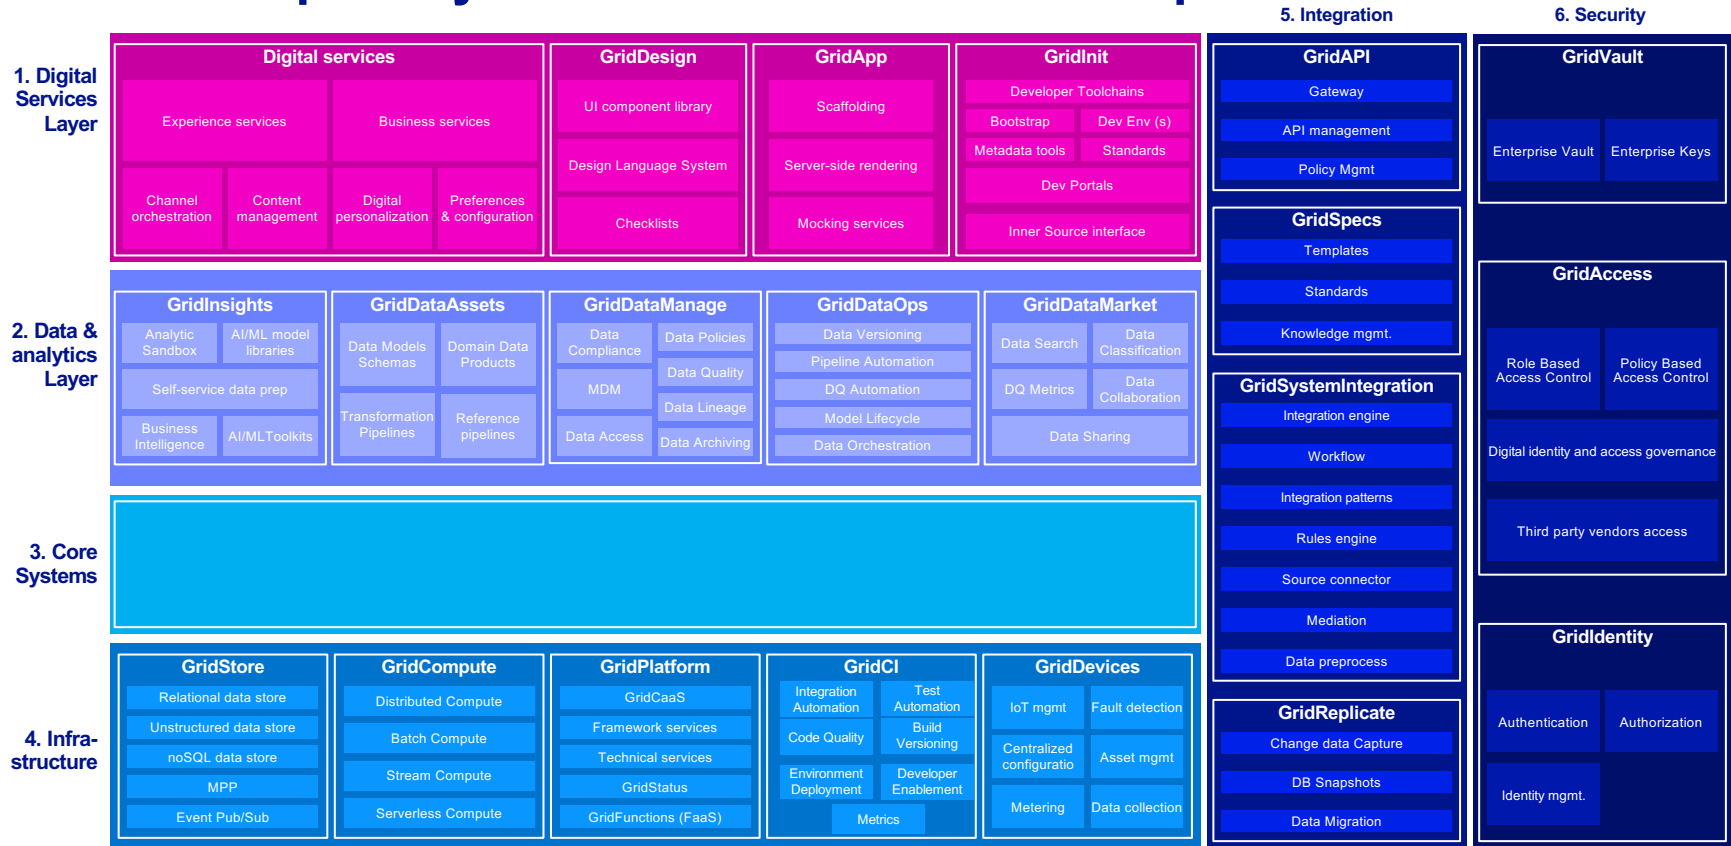 5. Integration
6. Security
1. Digital
Services
Layer
Digital services
Experience services
Business services
Channel
orchestration
Content
management
Digital
personalization
Preferences
& configuration
GridDesign
UI component library
Design Language System
Checklists
GridApp
Scaffolding
Server-side rendering
Mocking services
GridInit
Developer Toolchains
Bootstrap
Dev Env (s)
Metadata tools
Standards
Dev Portals
Inner Source interface
2. Data &
analytics
Layer
GridInsights
Analytic
Sandbox
AI/ML model
libraries
Self-service data prep
Business
Intelligence
AI/MLToolkits
GridDataAssets
Data Models
Schemas
Domain Data
Products
Transformation
Pipelines
Reference
pipelines
GridDataManage
Data
Compliance
Data Policies
MDM
Data Quality
Data Lineage
Data Access
Data Archiving
GridDataOps
Data Versioning
Pipeline Automation
DQ Automation
Model Lifecycle
Data Orchestration
GridDataMarket
Data Search
Data
Classification
DQ Metrics
Data
Collaboration
Data Sharing
3. Core
Systems
4. Infra-
structure
GridStore
Relational data store
Unstructured data store
noSQL data store
MPP
Event Pub/Sub
GridCompute
Distributed Compute
Batch Compute
Stream Compute
Serverless Compute
GridPlatform
GridCaaS
Framework services
Technical services
GridStatus
GridFunctions (FaaS)
GridCI
Integration
Automation
Test
Automation
Code Quality
Build
Versioning
Environment
Deployment
Developer
Enablement
Metrics
GridDevices
IoT mgmt
Fault detection
Centralized
configuratio
Asset mgmt
Metering
Data collection
GridAPI
Gateway
API management
Policy Mgmt
GridSpecs
Templates
Standards
Knowledge mgmt.
GridSystemIntegration
Integration engine
Workflow
Integration patterns
Rules engine
Source connector
Mediation
Data preprocess
GridReplicate
Change data Capture
DB Snapshots
Data Migration
GridVault
Enterprise Vault
Enterprise Keys
GridAccess
Role Based
Access Control
Policy Based
Access Control
Digital identity and access governance
Third party vendors access
GridIdentity
Authentication
Authorization
Identity mgmt.